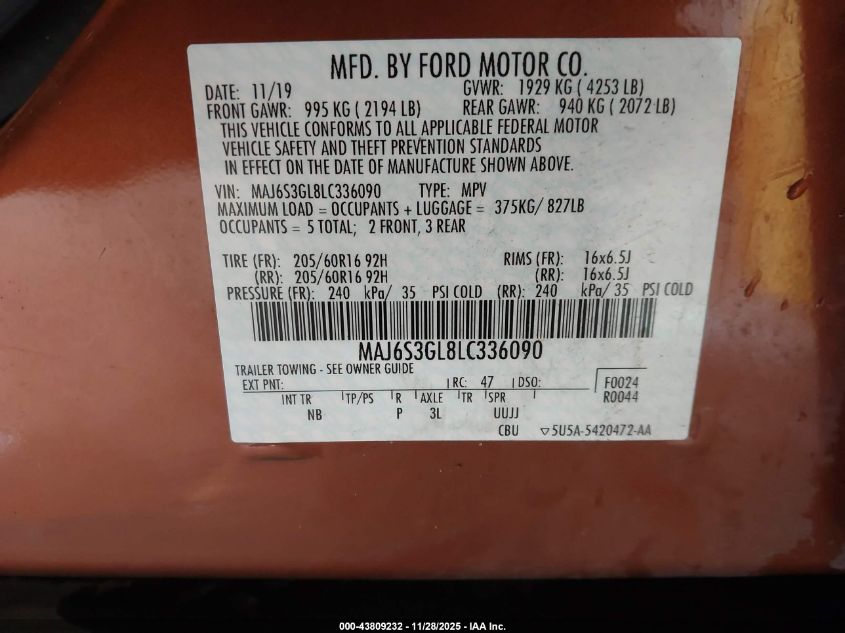 MFD. BY FORD MOTOR CO.
DATE: 11/19 GVWR: 1929 KG ( 4253 LB)
FRONT GAWR: 995 KG ( 2194 LB) REAR GAWR: 940 KG ( 2072 LB)
THIS VEHICLE CONFORMS TO ALL APPLICABLE FEDERAL MOTOR
VEHICLE SAFETY AND THEFT PREVENTION STANDARDS
IN EFFECT ON THE DATE OF MANUFACTURE SHOWN ABOVE.
VIN: MAJ6S3GL8LC336090 TYPE: MPV
MAXIMUM LOAD = OCCUPANTS + LUGGAGE = 375KG/ 827LB
OCCUPANTS = 5 TOTAL; 2 FRONT, 3 REAR
TIRE (FR): 205/60R16 92H RIMS (FR): 16x6.5J
(RR): 205/60R16 92H (RR): 16x6.5J
PRESSURE (FR): 240 kPa/ 35 PSI COLD (RR): 240 kPa/ 35 PSI COLD
MAJ6S3GL8LC336090
TRAILER TOWING - SEE OWNER GUIDE
EXT PNT: RC: 47 DSO: F0024
INT TR TP/PS R AXLE TR SPR R0044
NB P 3L UUJJ
CBU ▽5U5A-5420472-AA
000-43809232 - 11/28/2025 - IAA Inc.